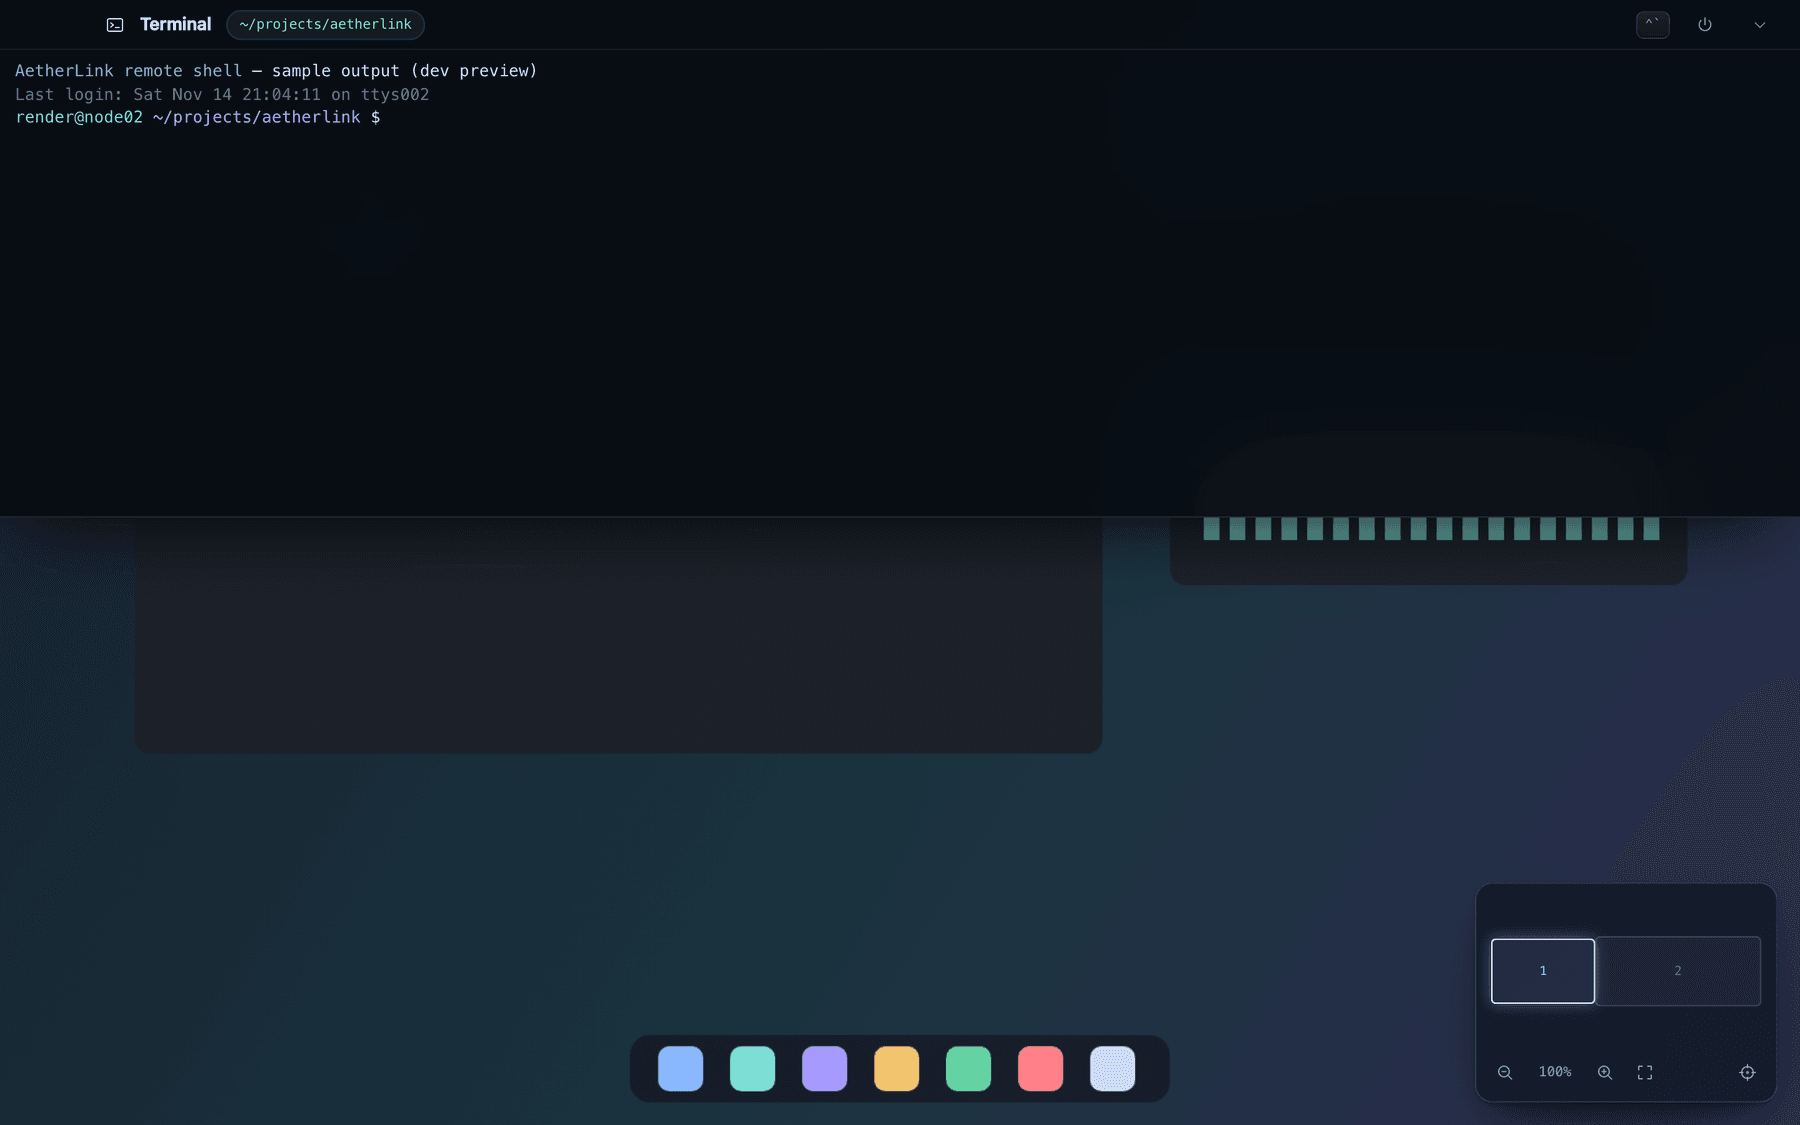 Terminal ~/projects/aetherlink ^`
AetherLink remote shell — sample output (dev preview)
Last login: Sat Nov 14 21:04:11 on ttys002
render@node02 ~/projects/aetherlink $
1 2
100%